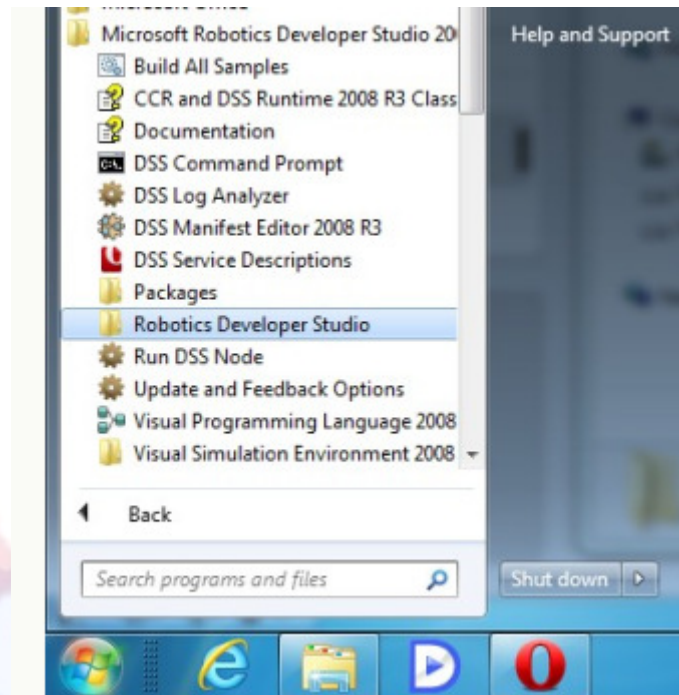 Microsoft Office
Microsoft Robotics Developer Studio 20
Help and Support
Build All Samples
CCR and DSS Runtime 2008 R3 Class
Documentation
DSS Command Prompt
DSS Log Analyzer
DSS Manifest Editor 2008 R3
DSS Service Descriptions
Packages
Robotics Developer Studio
Run DSS Node
Update and Feedback Options
Visual Programming Language 2008
Visual Simulation Environment 2008
Back
Search programs and files
Shut down